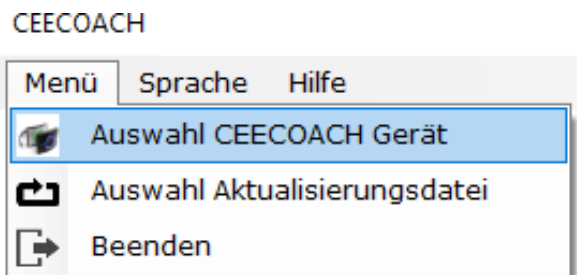 CEECOACH
Menü Sprache Hilfe
Auswahl CEECOACH Gerät
Auswahl Aktualisierungsdatei
Beenden